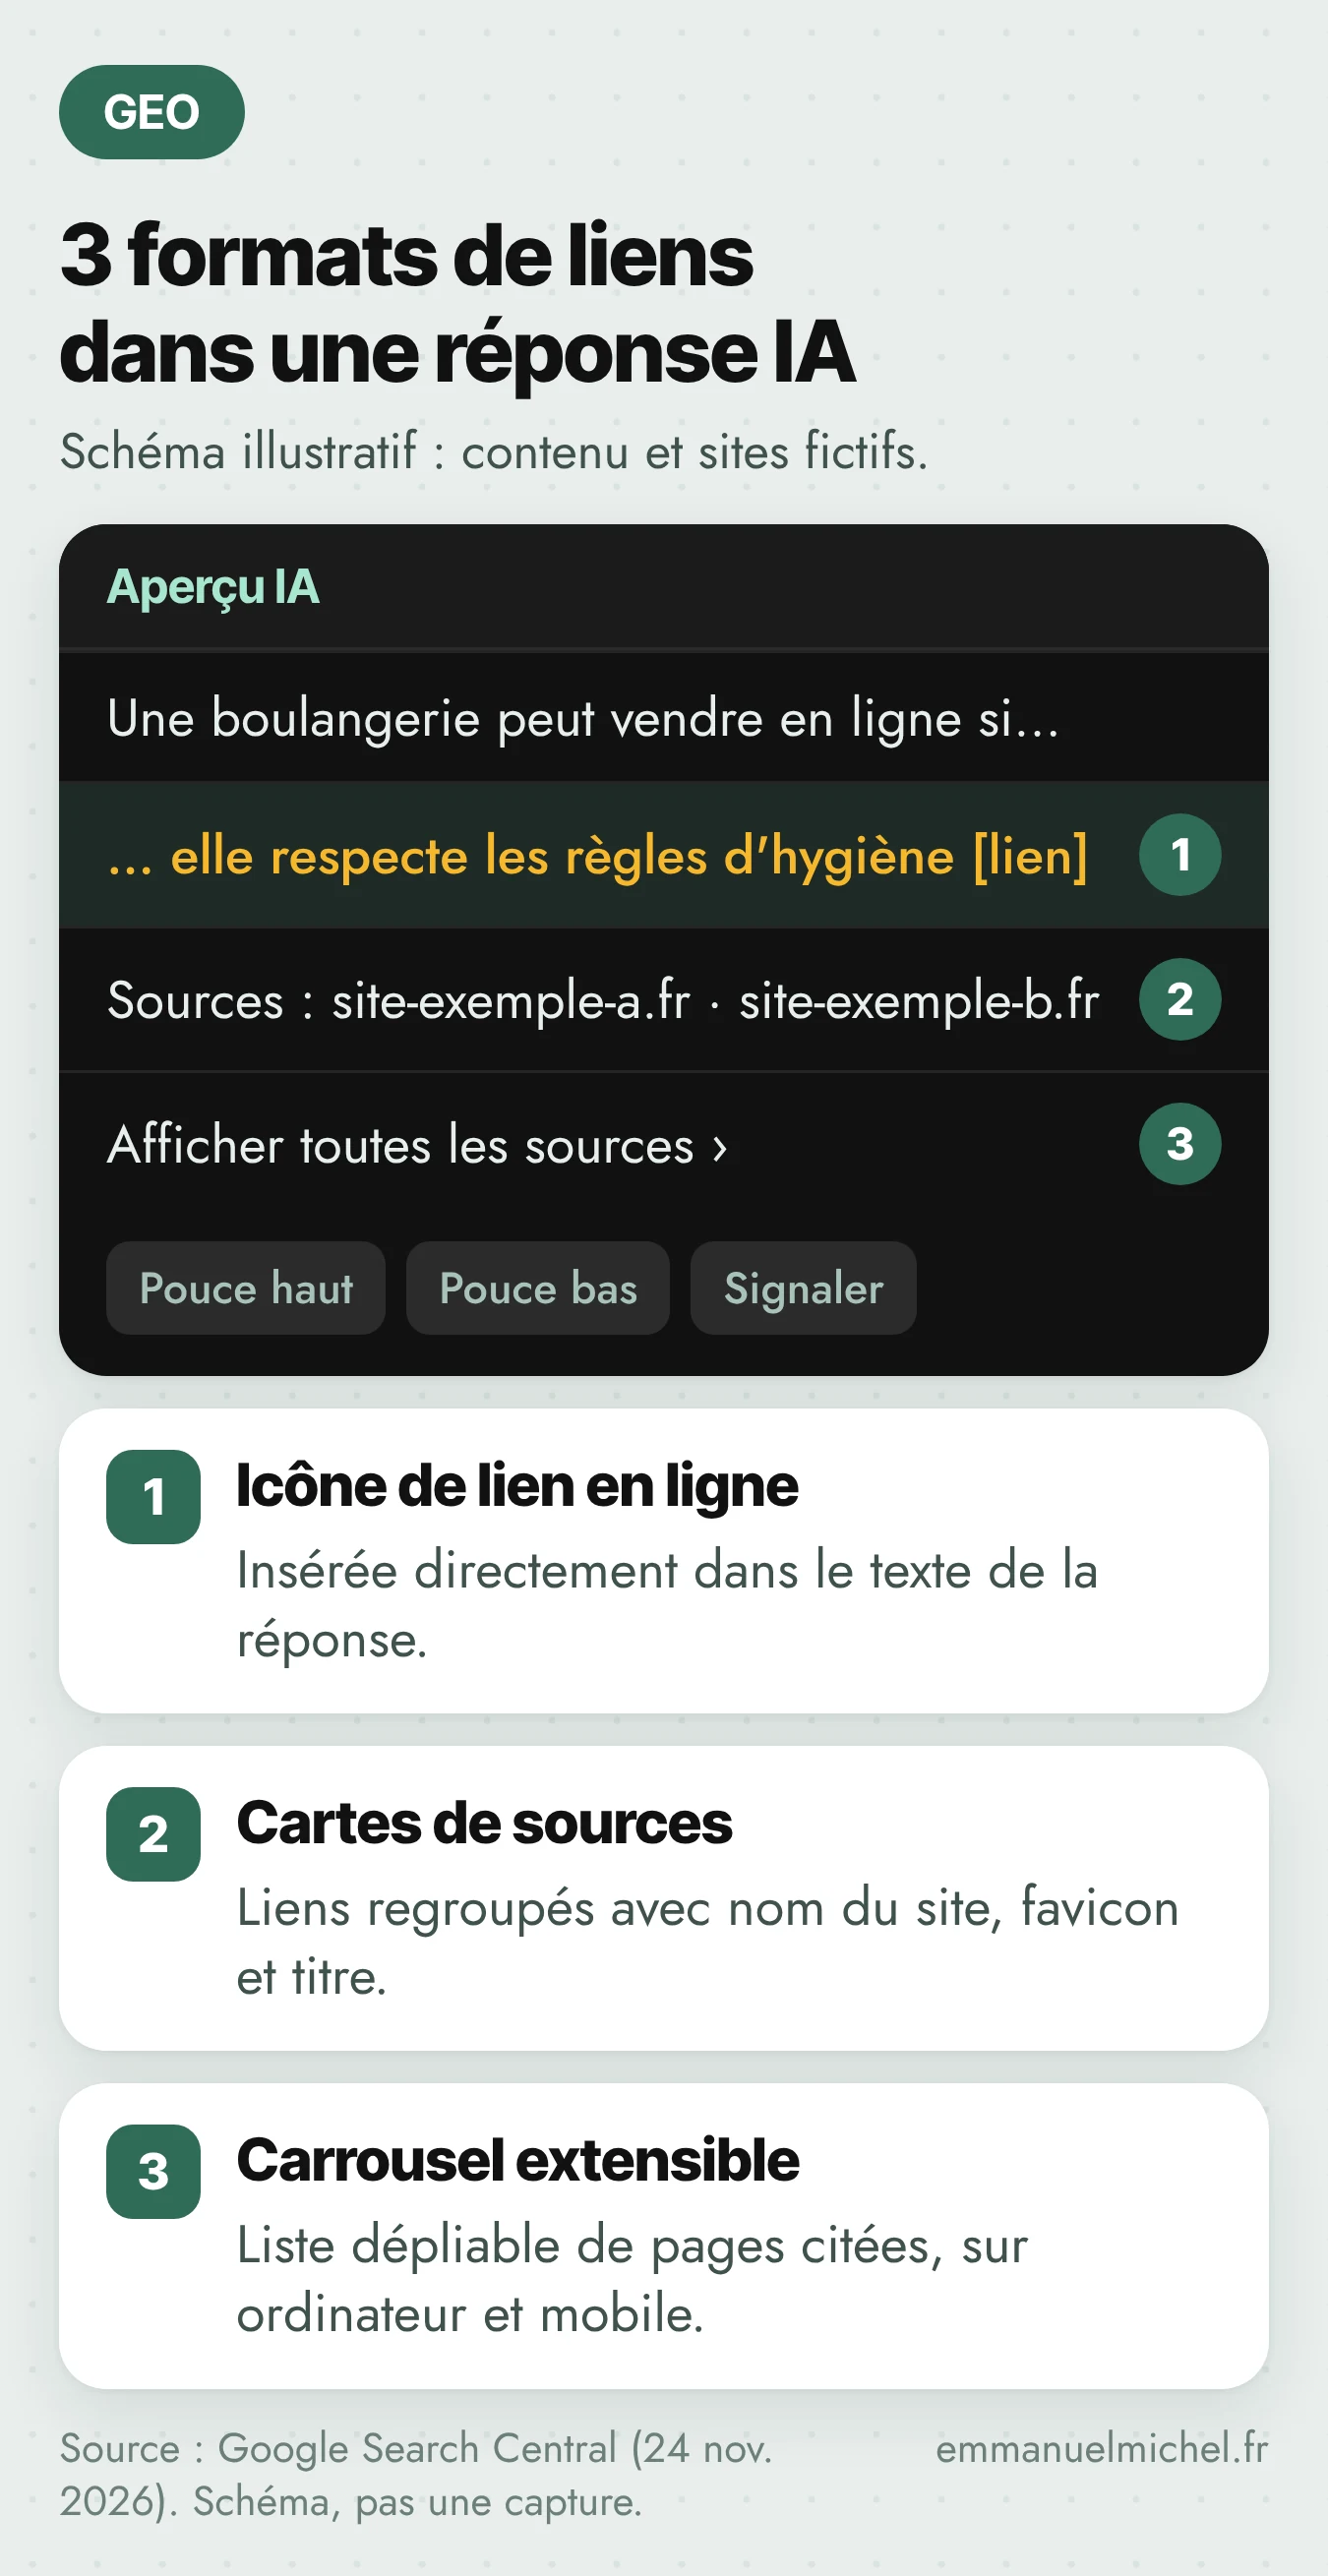 GEO
3 formats de liens
dans une réponse IA
Schéma illustratif : contenu et sites fictifs.
Aperçu IA
Une boulangerie peut vendre en ligne si...
... elle respecte les règles d'hygiène [lien]
1
Sources : site-exemple-a.fr · site-exemple-b.fr
2
Afficher toutes les sources ›
3
Pouce haut
Pouce bas
Signaler
1
Icône de lien en ligne
Insérée directement dans le texte de la
réponse.
2
Cartes de sources
Liens regroupés avec nom du site, favicon
et titre.
3
Carrousel extensible
Liste dépliable de pages citées, sur
ordinateur et mobile.
Source : Google Search Central (24 nov.
2026). Schéma, pas une capture.
emmanuelmichel.fr